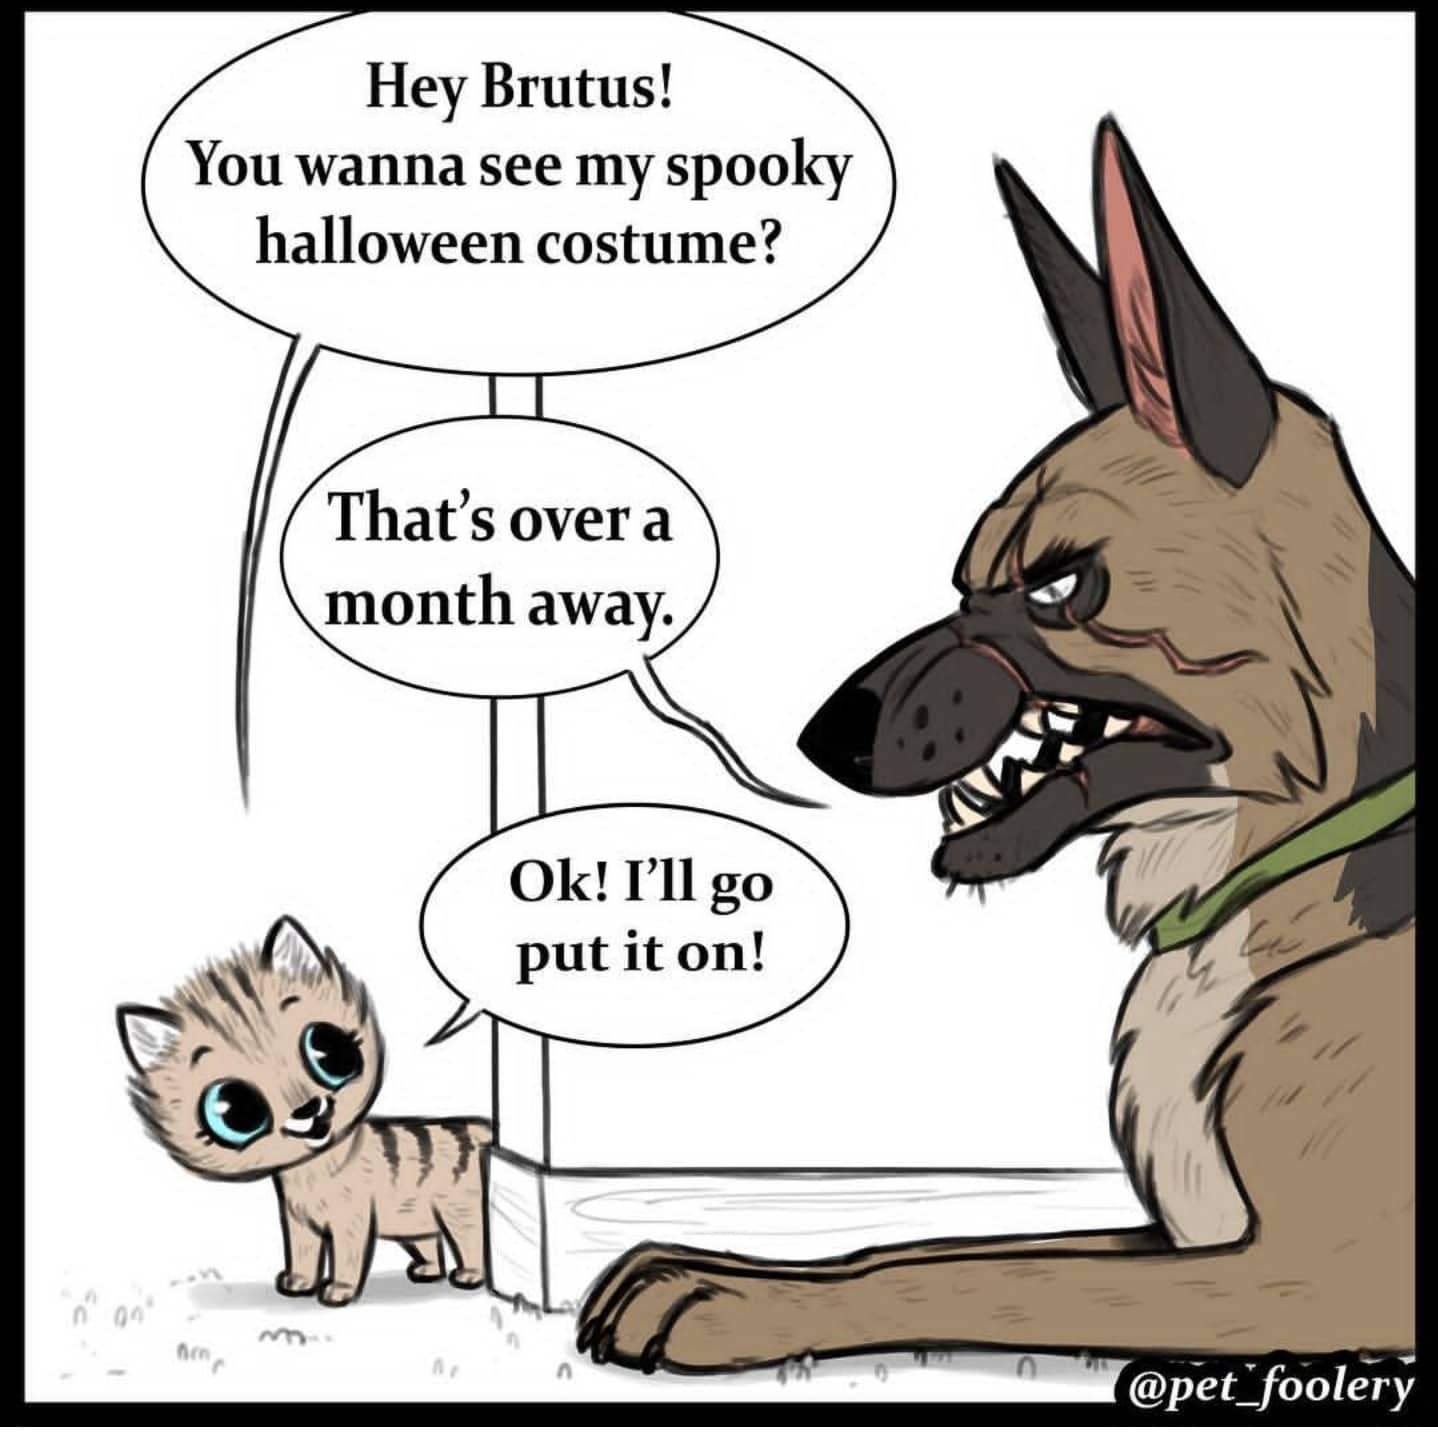 Hey Brutus!
You wanna see my spooky
halloween costume?
That's over a
month away.
Ok! I'll go
put it on!
@pet_foolery